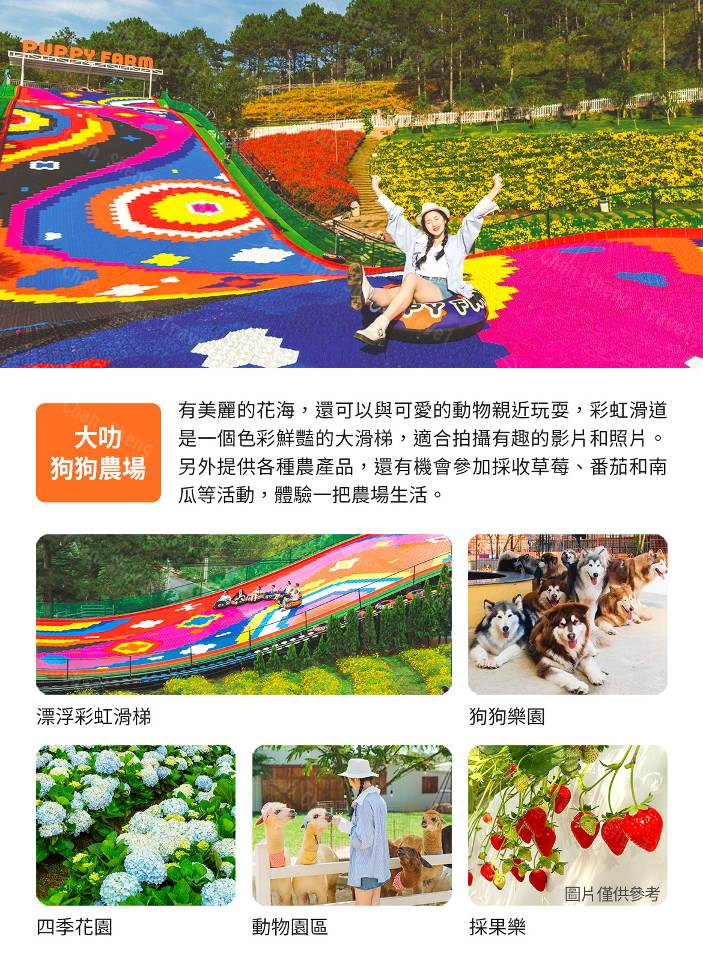 PUPPY FARM
大叻
狗狗農場
有美麗的花海，還可以與可愛的動物親近玩耍，彩虹滑道
是一個色彩鮮豔的大滑梯，適合拍攝有趣的影片和照片。
另外提供各種農產品，還有機會參加採收草莓、番茄和南
瓜等活動，體驗一把農場生活。
漂浮彩虹滑梯
狗狗樂園
四季花園
動物園區
圖片僅供參考
採果樂